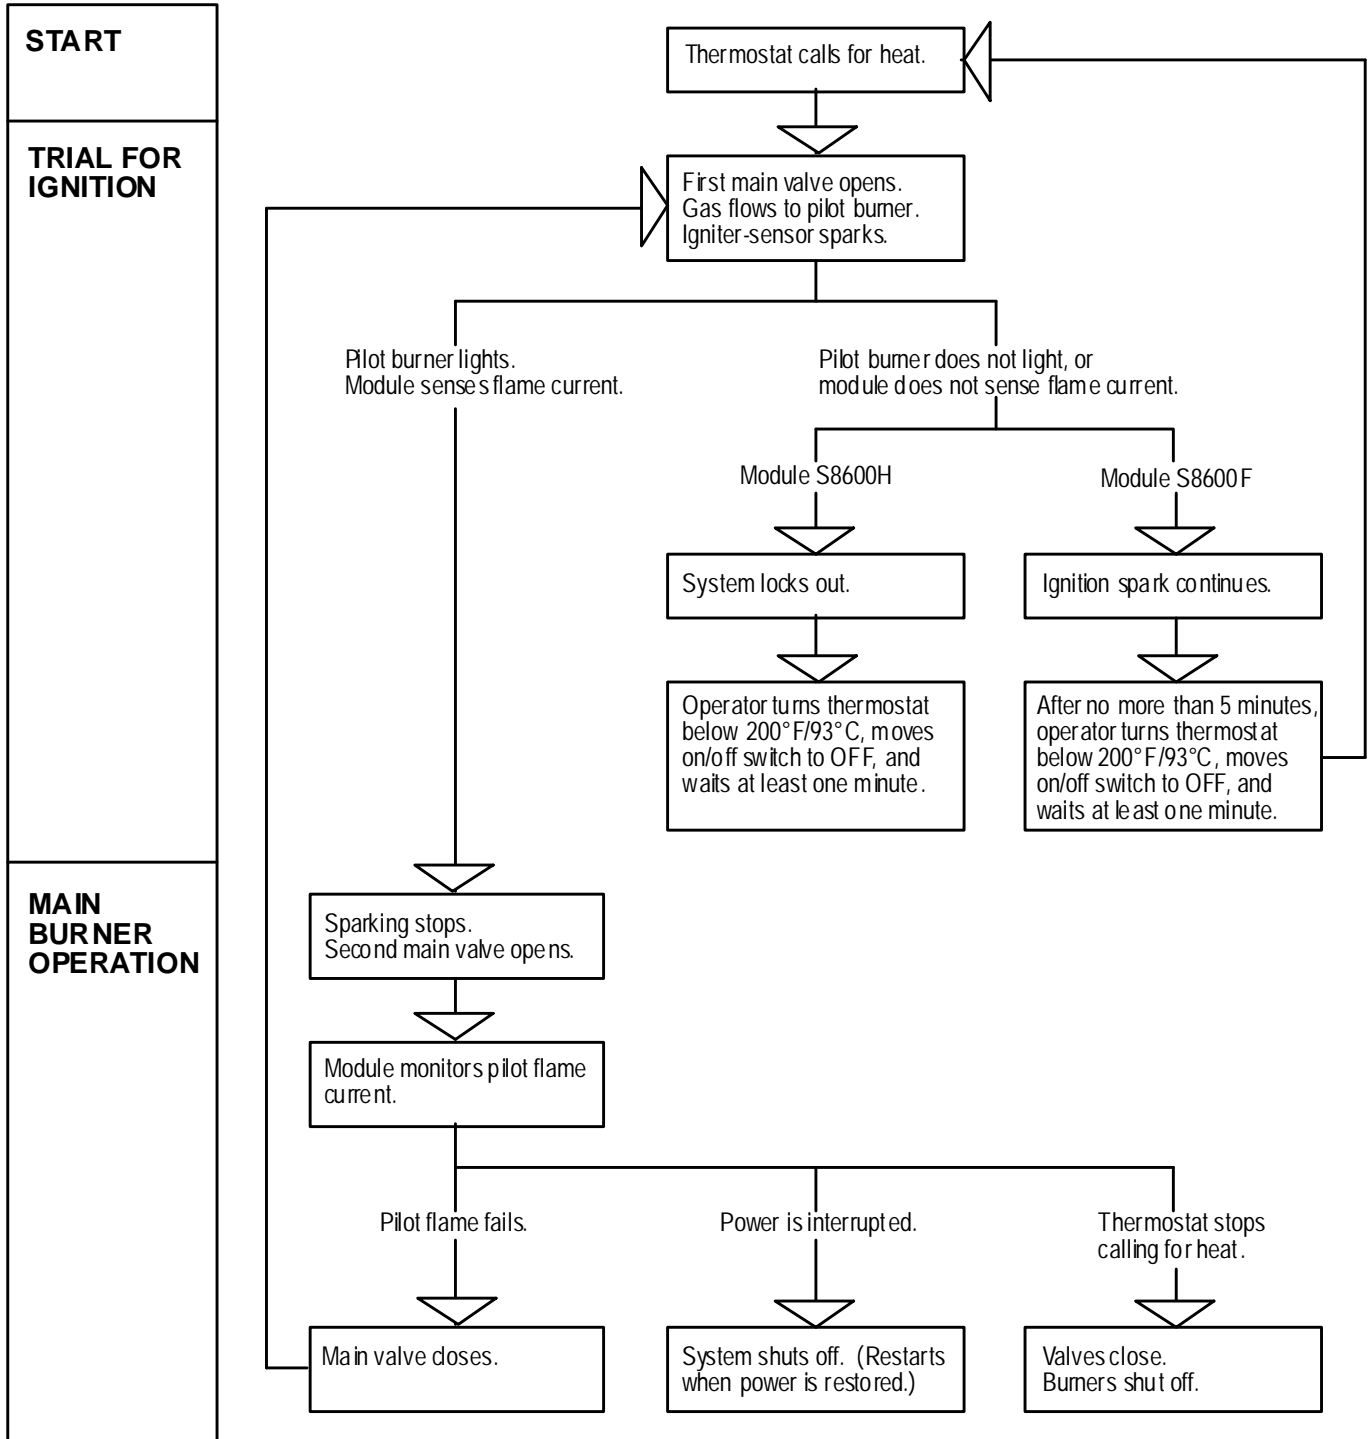 START
Thermostat calls for heat.
TRIAL FOR
IGNITION
First main valve opens.
Gas flows to pilot burner.
Igniter-sensor sparks.
Pilot burner lights.
Module senses flame current.
Pilot burner does not light, or
module does not sense flame current.
Module S8600H
Module S8600F
System locks out.
Ignition spark continues.
Operator turns thermostat
below 200°F/93°C, moves
on/off switch to OFF, and
waits at least one minute.
After no more than 5 minutes,
operator turns thermostat
below 200°F/93°C, moves
on/off switch to OFF, and
waits at least one minute.
MAIN
BURNER
OPERATION
Sparking stops.
Second main valve opens.
Module monitors pilot flame
current.
Pilot flame fails.
Power is interrupted.
Thermostat stops
calling for heat.
Main valve closes.
System shuts off. (Restarts
when power is restored.)
Valves close.
Burners shut off.